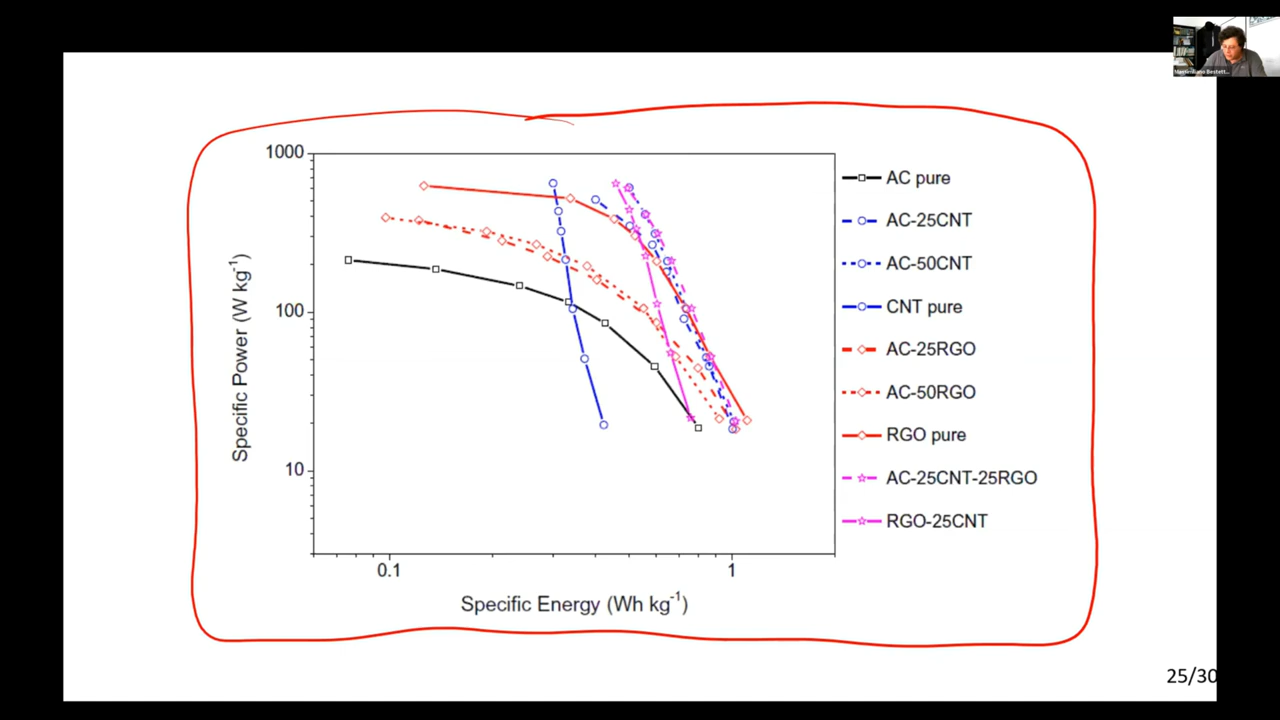 1000
100
10
0.1
1
Specific Power (W kg-1)
Specific Energy (Wh kg-1)
AC pure
AC-25CNT
AC-50CNT
CNT pure
AC-25RGO
AC-50RGO
RGO pure
AC-25CNT-25RGO
RGO-25CNT
25/30